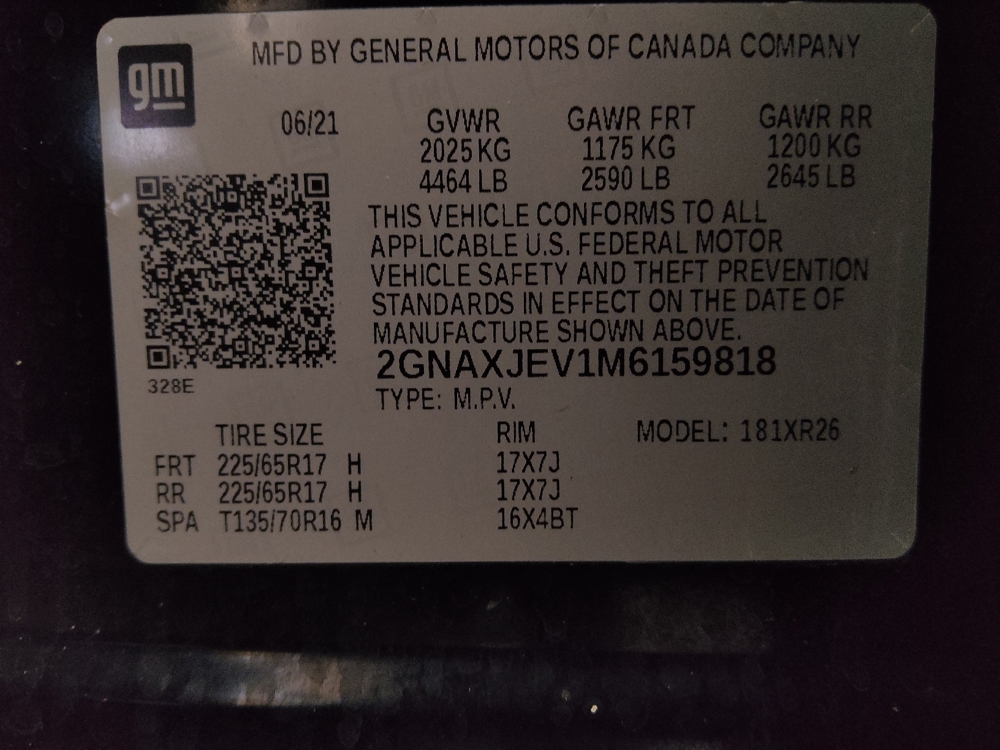 gm
MFD BY GENERAL MOTORS OF CANADA COMPANY
06/21 GVWR GAWR FRT GAWR RR
2025 KG 1175 KG 1200 KG
4464 LB 2590 LB 2645 LB
THIS VEHICLE CONFORMS TO ALL
APPLICABLE U.S. FEDERAL MOTOR
VEHICLE SAFETY AND THEFT PREVENTION
STANDARDS IN EFFECT ON THE DATE OF
MANUFACTURE SHOWN ABOVE.
2GNAXJEV1M6159818
328E
TYPE: M.P.V.
TIRE SIZE RIM MODEL: 181XR26
FRT 225/65R17 H 17X7J
RR 225/65R17 H 17X7J
SPA T135/70R16 M 16X4BT